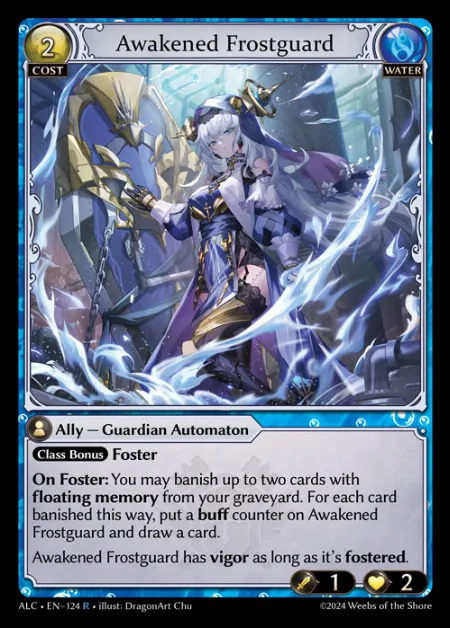 2
Awakened Frostguard
COST
WATER
Ally — Guardian Automaton
Class Bonus Foster
On Foster: You may banish up to two cards with
floating memory from your graveyard. For each card
banished this way, put a buff counter on Awakened
Frostguard and draw a card.
Awakened Frostguard has vigor as long as it's fostered.
1
2
ALC • EN–124 R • illust: DragonArt Chu
©2024 Weebs of the Shore